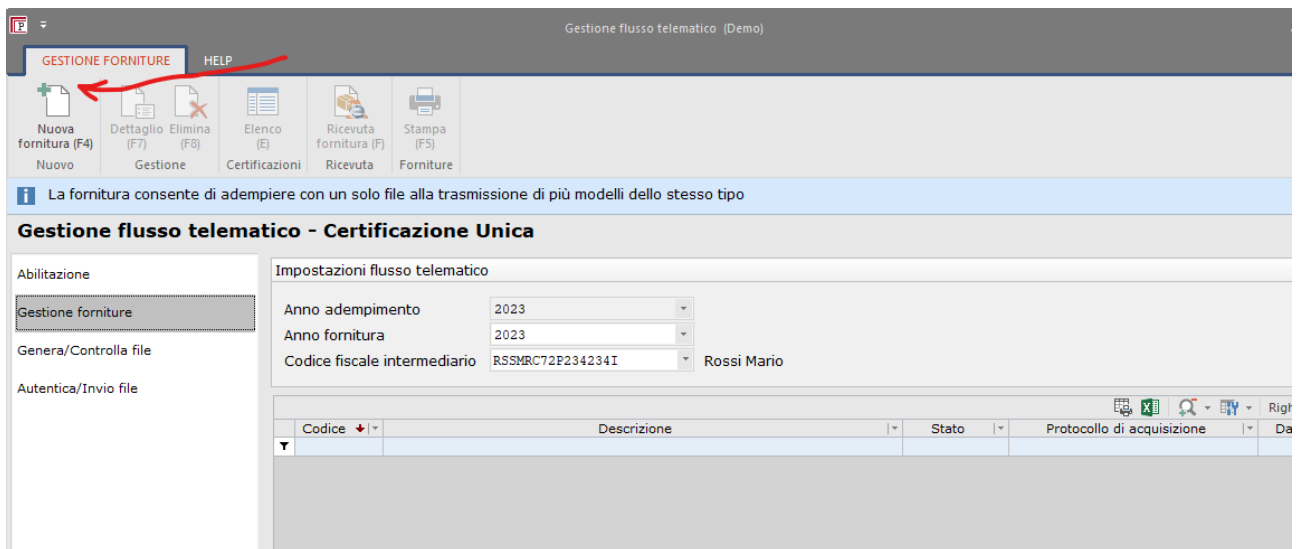 Gestione flusso telematico (Demo)
GESTIONE FORNITURE HELP
Nuova fornitura (F4)
Dettaglio (F7)
Elimina (F8)
Elenco (E)
Ricevuta fornitura (F)
Stampa (F5)
Nuovo Gestione Certificazioni Ricevuta Forniture
La fornitura consente di adempiere con un solo file alla trasmissione di più modelli dello stesso tipo
Gestione flusso telematico - Certificazione Unica
Abilitazione
Gestione forniture
Genera/Controlla file
Autentica/Invio file
Impostazioni flusso telematico
Anno adempimento 2023
Anno fornitura 2023
Codice fiscale intermediario RSSMRC72P234234I Rossi Mario
Righ
Codice Descrizione Stato Protocollo di acquisizione Da